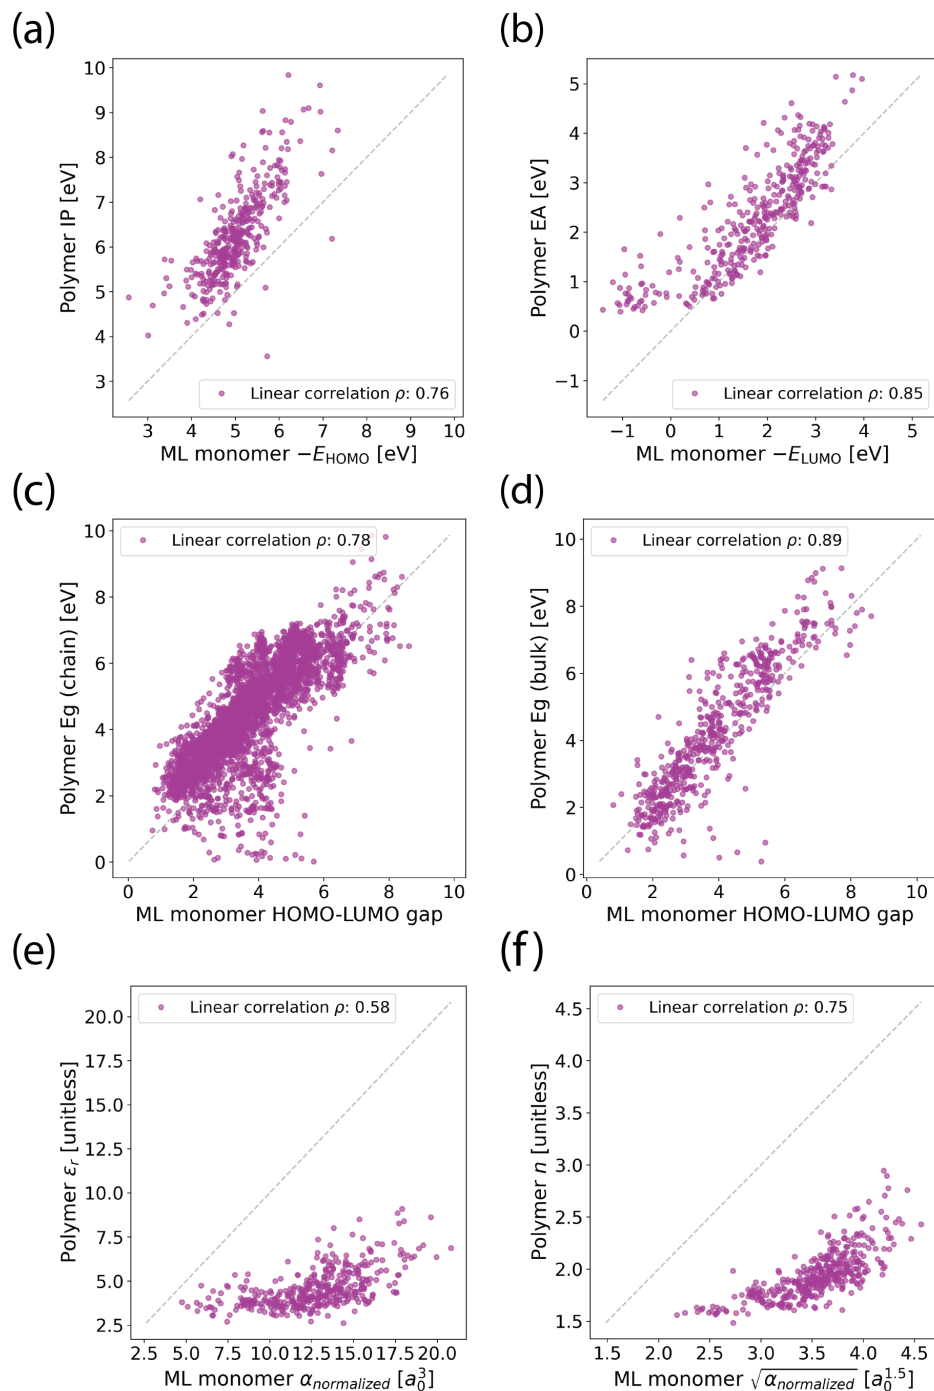 (a)
(b)
10
9
8
7
6
5
4
3
Polymer IP [eV]
Linear correlation ρ: 0.76
3 4 5 6 7 8 9 10
ML monomer −E_HOMO [eV]
5
4
3
2
1
0
−1
Polymer EA [eV]
Linear correlation ρ: 0.85
−1 0 1 2 3 4 5
ML monomer −E_LUMO [eV]
(c)
(d)
10
8
6
4
2
0
Polymer Eg (chain) [eV]
Linear correlation ρ: 0.78
0 2 4 6 8 10
ML monomer HOMO-LUMO gap
10
8
6
4
2
0
Polymer Eg (bulk) [eV]
Linear correlation ρ: 0.89
0 2 4 6 8 10
ML monomer HOMO-LUMO gap
(e)
(f)
20.0
17.5
15.0
12.5
10.0
7.5
5.0
2.5
Polymer ε_r [unitless]
Linear correlation ρ: 0.58
2.5 5.0 7.5 10.0 12.5 15.0 17.5 20.0
ML monomer α_normalized [a_0^3]
4.5
4.0
3.5
3.0
2.5
2.0
1.5
Polymer n [unitless]
Linear correlation ρ: 0.75
1.5 2.0 2.5 3.0 3.5 4.0 4.5
ML monomer √α_normalized [a_0^1.5]